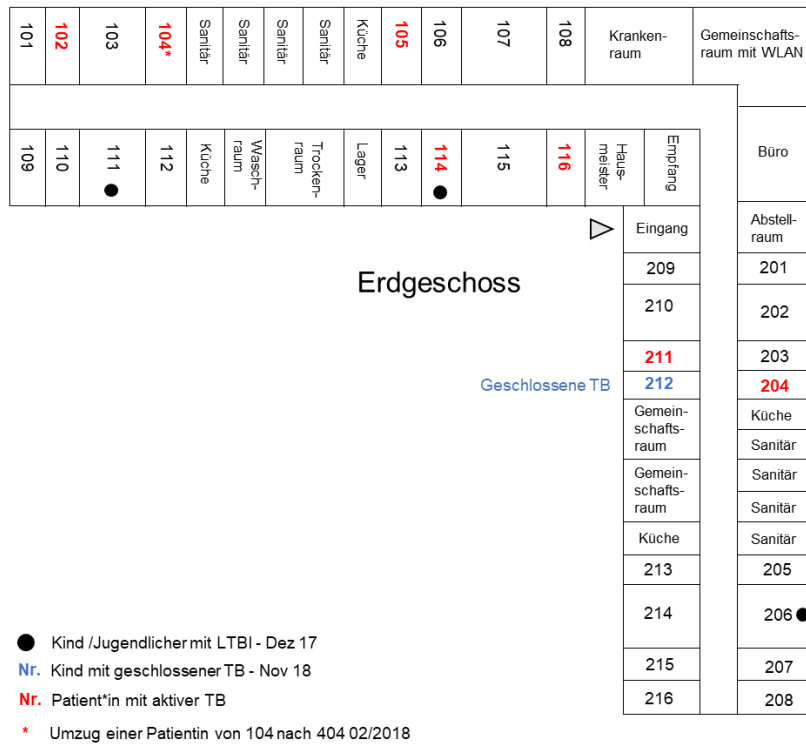 101
102
103
104*
Sanitär
Sanitär
Sanitär
Sanitär
Küche
105
106
107
108
Kranken-
raum
Gemeinschafts-
raum mit WLAN
109
110
111
112
Küche
Wasch-
raum
Trocken-
raum
Lager
113
114
115
116
Haus-
meister
Empfang
Büro
Eingang
Abstell-
raum
Erdgeschoss
209
201
210
202
211
203
Geschlossene TB
212
204
Gemein-
schafts-
raum
Küche
Sanitär
Gemein-
schafts-
raum
Sanitär
Sanitär
Küche
Sanitär
213
205
214
206
215
207
216
208
Kind /Jugendlicher mit LTBI - Dez 17
Nr. Kind mit geschlossener TB - Nov 18
Nr. Patient*in mit aktiver TB
* Umzug einer Patientin von 104 nach 404 02/2018